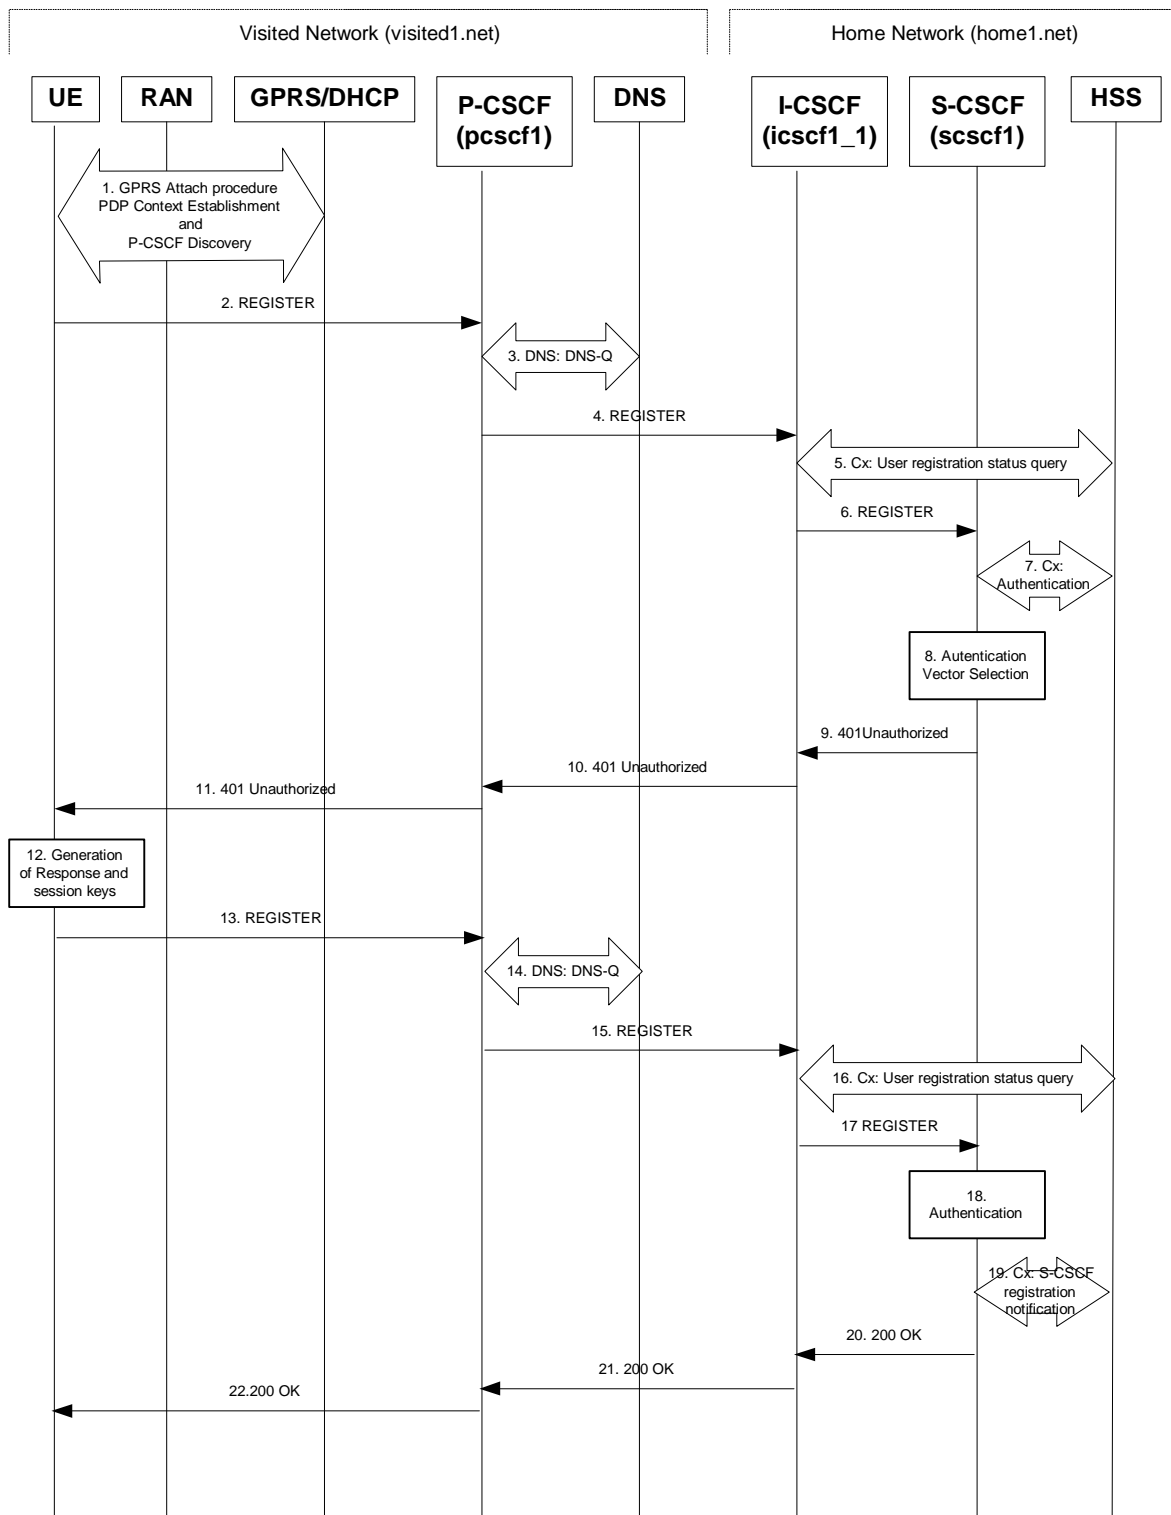 Visited Network (visited1.net)
Home Network (home1.net)
UE
RAN
GPRS/DHCP
P-CSCF
(pcscf1)
DNS
I-CSCF
(icscf1_1)
S-CSCF
(scscf1)
HSS
1. GPRS Attach procedure
PDP Context Establishment
and
P-CSCF Discovery
2. REGISTER
3. DNS: DNS-Q
4. REGISTER
5. Cx: User registration status query
6. REGISTER
7. Cx:
Authentication
8. Autentication
Vector Selection
9. 401Unauthorized
10. 401 Unauthorized
11. 401 Unauthorized
12. Generation
of Response and
session keys
13. REGISTER
14. DNS: DNS-Q
15. REGISTER
16. Cx: User registration status query
17 REGISTER
18.
Authentication
19. Cx: S-CSCF
registration
notification
20. 200 OK
21. 200 OK
22.200 OK